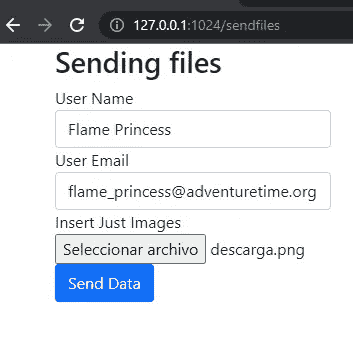 127.0.0.1:1024/sendfiles
Sending files
User Name
Flame Princess
User Email
flame_princess@adventuretime.org
Insert Just Images
Seleccionar archivo descarga.png
Send Data